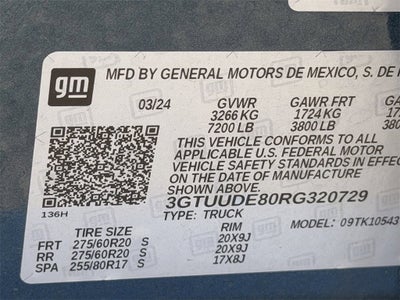 gm MFD BY GENERAL MOTORS DE MEXICO, S. DE
03/24 GVWR GAWR FRT
3266 KG 1724 KG
7200 LB 3800 LB
THIS VEHICLE CONFORMS TO ALL
APPLICABLE U.S. FEDERAL MOTOR
VEHICLE SAFETY STANDARDS IN EFFECT
ON THE DATE OF MANUFACTURE
SHOWN ABOVE.
3GTUUDE80RG320729
136H TYPE: TRUCK
MODEL: 09TK10543
TIRE SIZE RIM
FRT 275/60R20 S 20X9J
RR 275/60R20 S 20X9J
SPA 255/80R17 S 17X8J